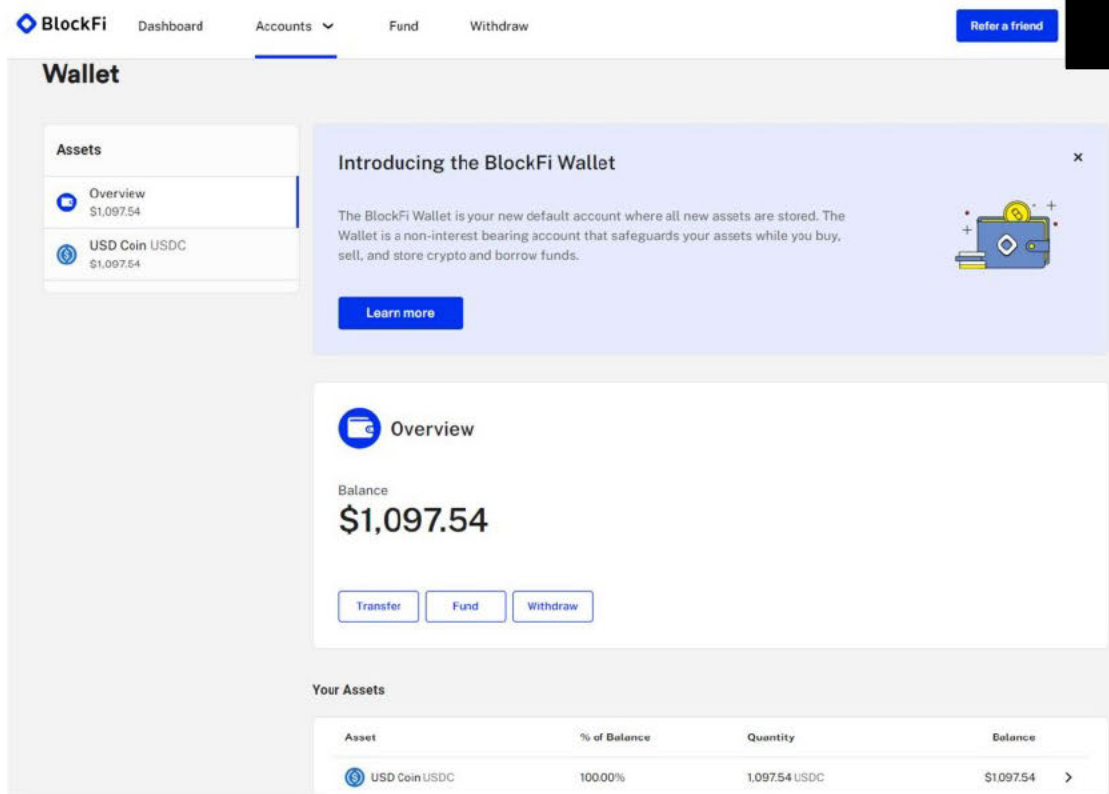 BlockFi Dashboard Accounts Fund Withdraw Refer a friend
Wallet
Assets
Overview
$1,097.54
USD Coin USDC
$1,097.54
Introducing the BlockFi Wallet
×
The BlockFi Wallet is your new default account where all new assets are stored. The
Wallet is a non-interest bearing account that safeguards your assets while you buy,
sell, and store crypto and borrow funds.
Learn more
Overview
Balance
$1,097.54
Transfer Fund Withdraw
Your Assets
Asset % of Balance Quantity Balance
USD Coin USDC 100.00% 1,097.54 USDC $1,097.54